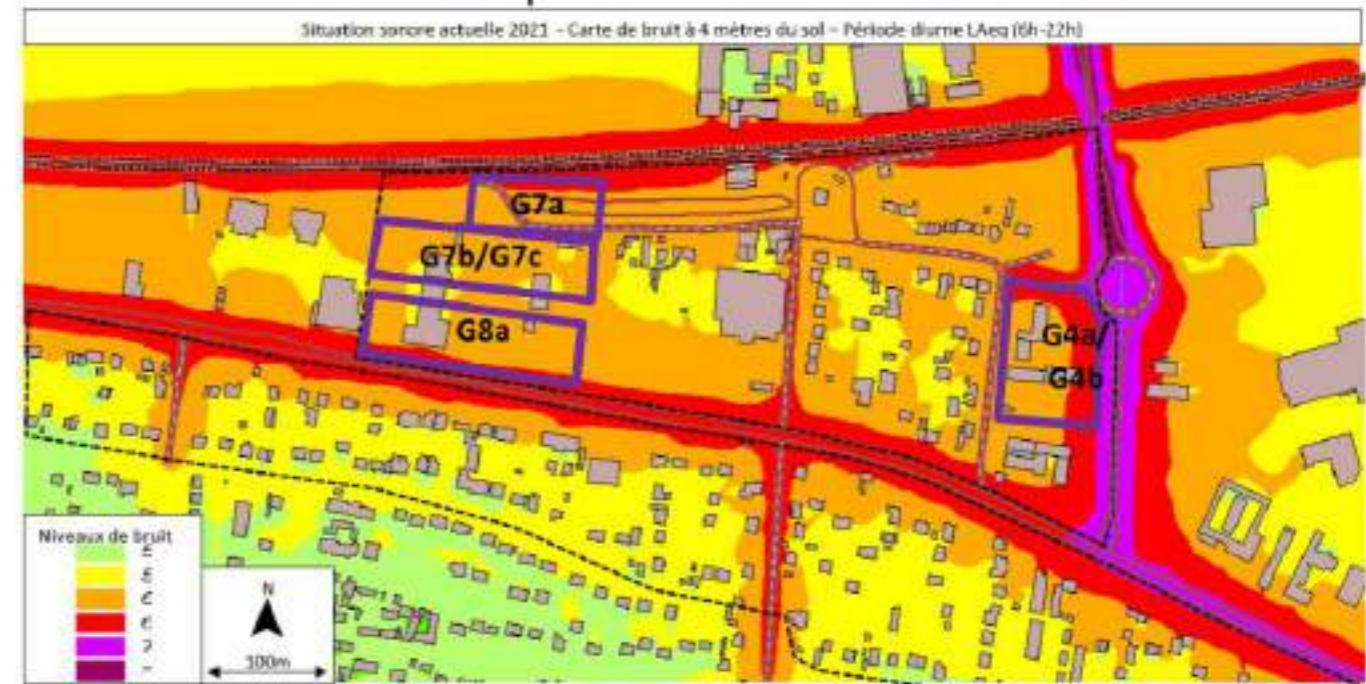 Situation sonore actuelle 2021 – Carte de bruit à 4 mètres du sol – Période diurne LAeq (6h-22h)
G7a
G7b/G7c
G8a
G4a/
G4b
Niveaux de bruit
N
100m